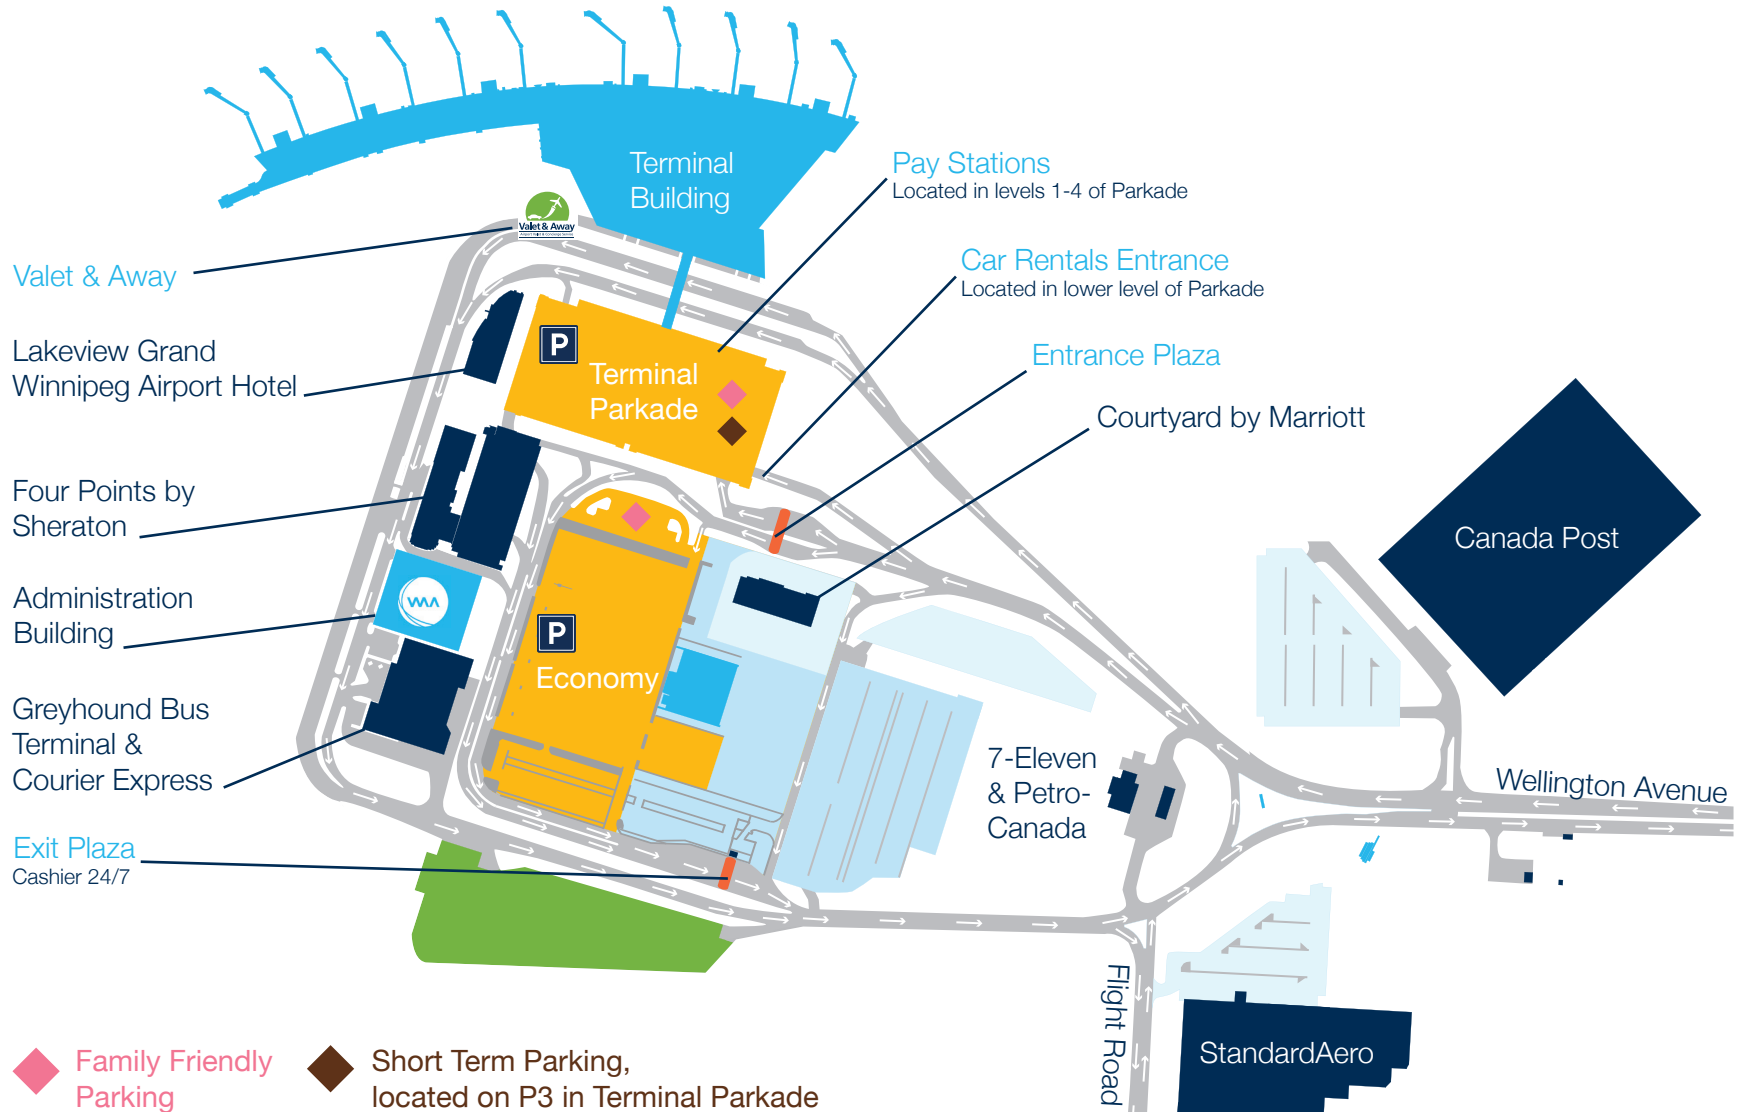 Terminal
Building
Pay Stations
Located in levels 1-4 of Parkade
Valet & Away
Valet & Away
Car Rentals Entrance
Located in lower level of Parkade
Lakeview Grand
Winnipeg Airport Hotel
P
Terminal
Parkade
Entrance Plaza
Courtyard by Marriott
Four Points by
Sheraton
Canada Post
Administration
Building
P
Economy
Greyhound Bus
Terminal &
Courier Express
7-Eleven
& Petro-
Canada
Wellington Avenue
Exit Plaza
Cashier 24/7
Flight Road
StandardAero
Family Friendly
Parking
Short Term Parking,
located on P3 in Terminal Parkade